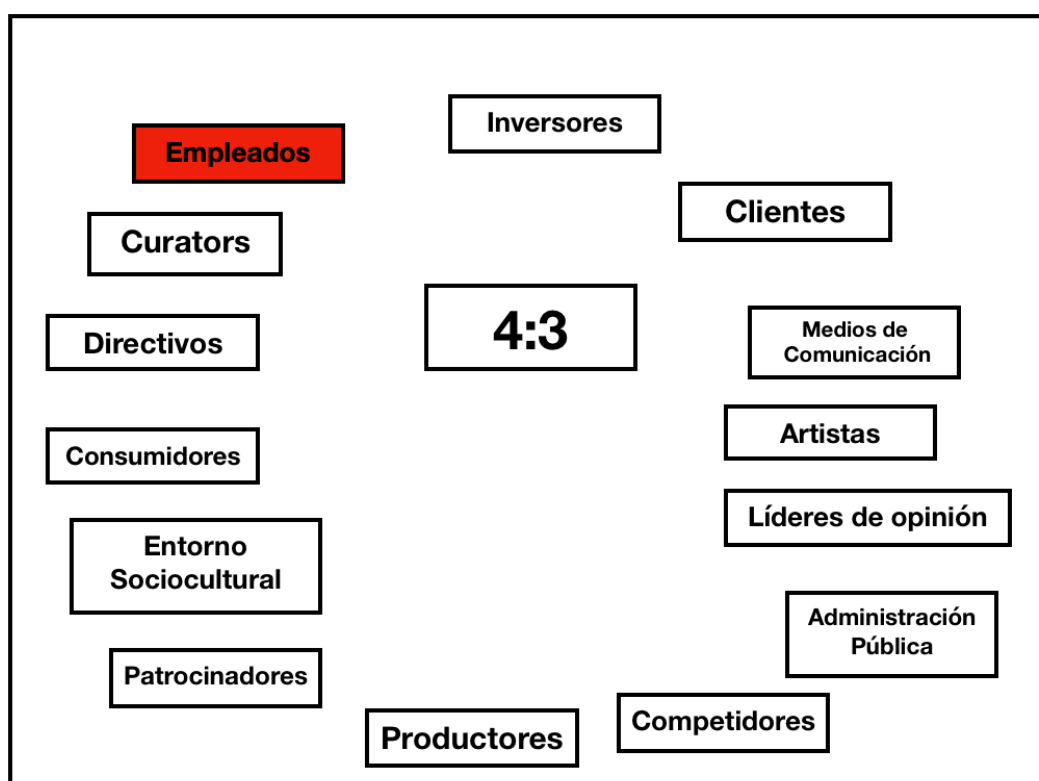 Inversores
Empleados
Clientes
Curators
4:3
Directivos
Medios de
Comunicación
Artistas
Consumidores
Líderes de opinión
Entorno
Sociocultural
Administración
Pública
Patrocinadores
Competidores
Productores